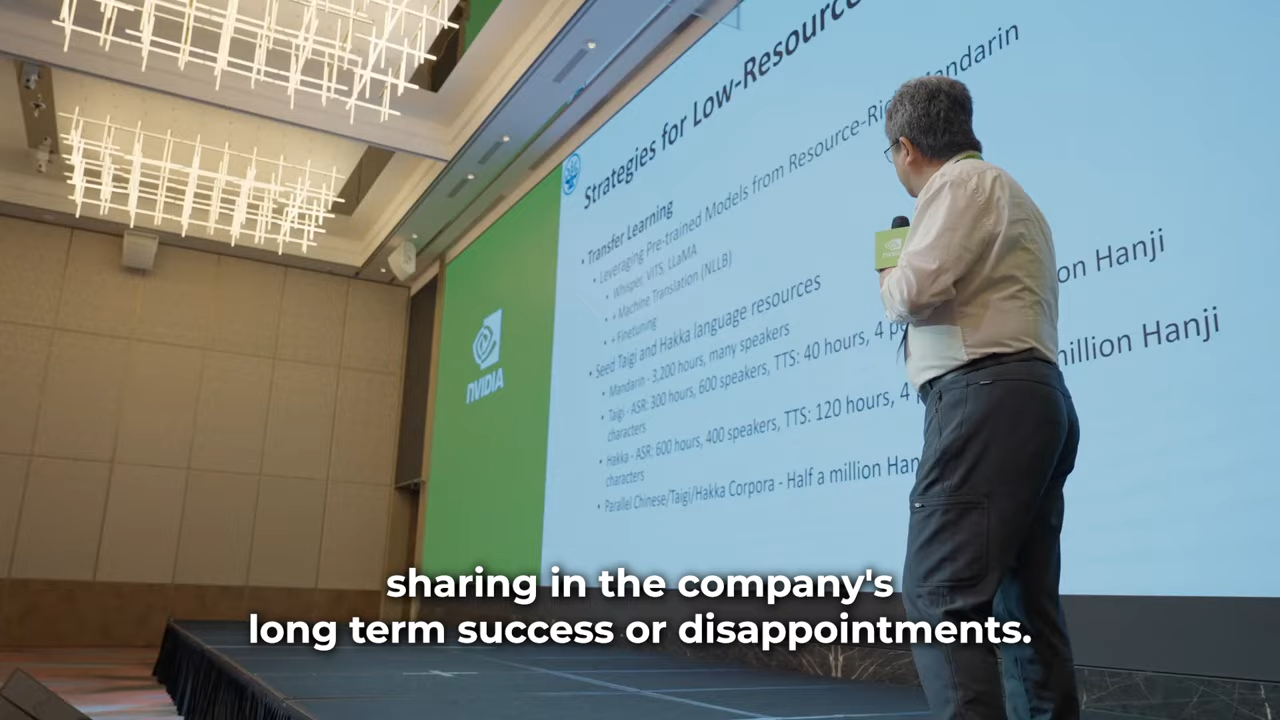 Strategies for Low-Resource
• Transfer Learning
• Leveraging Pre-trained Models from Resource-Ric Mandarin
• Whisper, VITS, LLaMA
• + Machine Translation (NLLB)
• + Finetuning
• Seed Taigi and Hakka language resources
• Mandarin - 3,200 hours, many speakers
• Taigi - ASR: 300 hours, 600 speakers, TTS: 40 hours, 4 on Hanji
characters
• Hakka - ASR: 600 hours, 400 speakers, TTS: 120 hours, 4 million Hanji
characters
• Parallel Chinese/Taigi/Hakka Corpora - Half a million Han
NVIDIA
NVIDIA
sharing in the company's
long term success or disappointments.